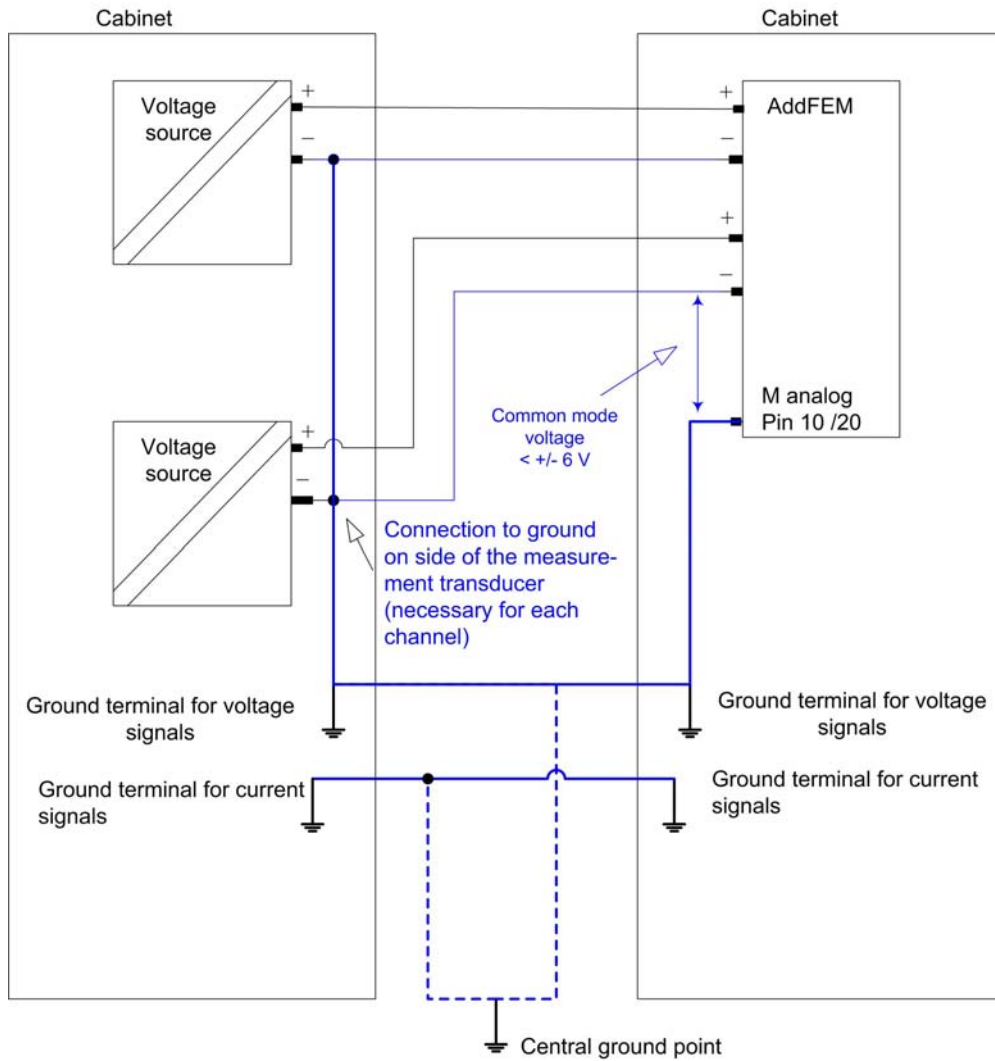 Cabinet
Cabinet
Voltage
source
+
−
+
−
AddFEM
+
−
M analog
Pin 10 /20
Common mode
voltage
< +/- 6 V
Voltage
source
+
−
Connection to ground
on side of the measure-
ment transducer
(necessary for each
channel)
Ground terminal for voltage
signals
Ground terminal for voltage
signals
Ground terminal for current
signals
Ground terminal for current
signals
Central ground point